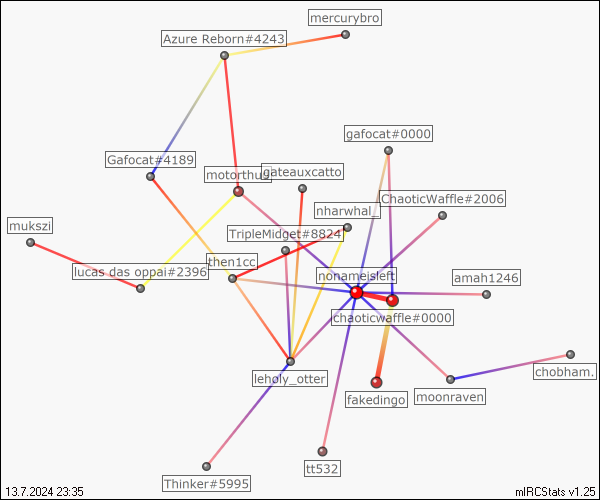 mercurybro
Azure Reborn#4243
gafocat#0000
Gafocat#4189
motorthus
gateauxcatto
ChaoticWaffle#2006
nharwhal_
mukszi
TripleMidget#8824
then1cc
lucas das oppai#2396
nonameisleft
amah1246
chaoticwaffle#0000
leholy_otter
chobham.
fakedingo
moonraven
tt532
Thinker#5995
13.7.2024 23:35
mIRCStats v1.25